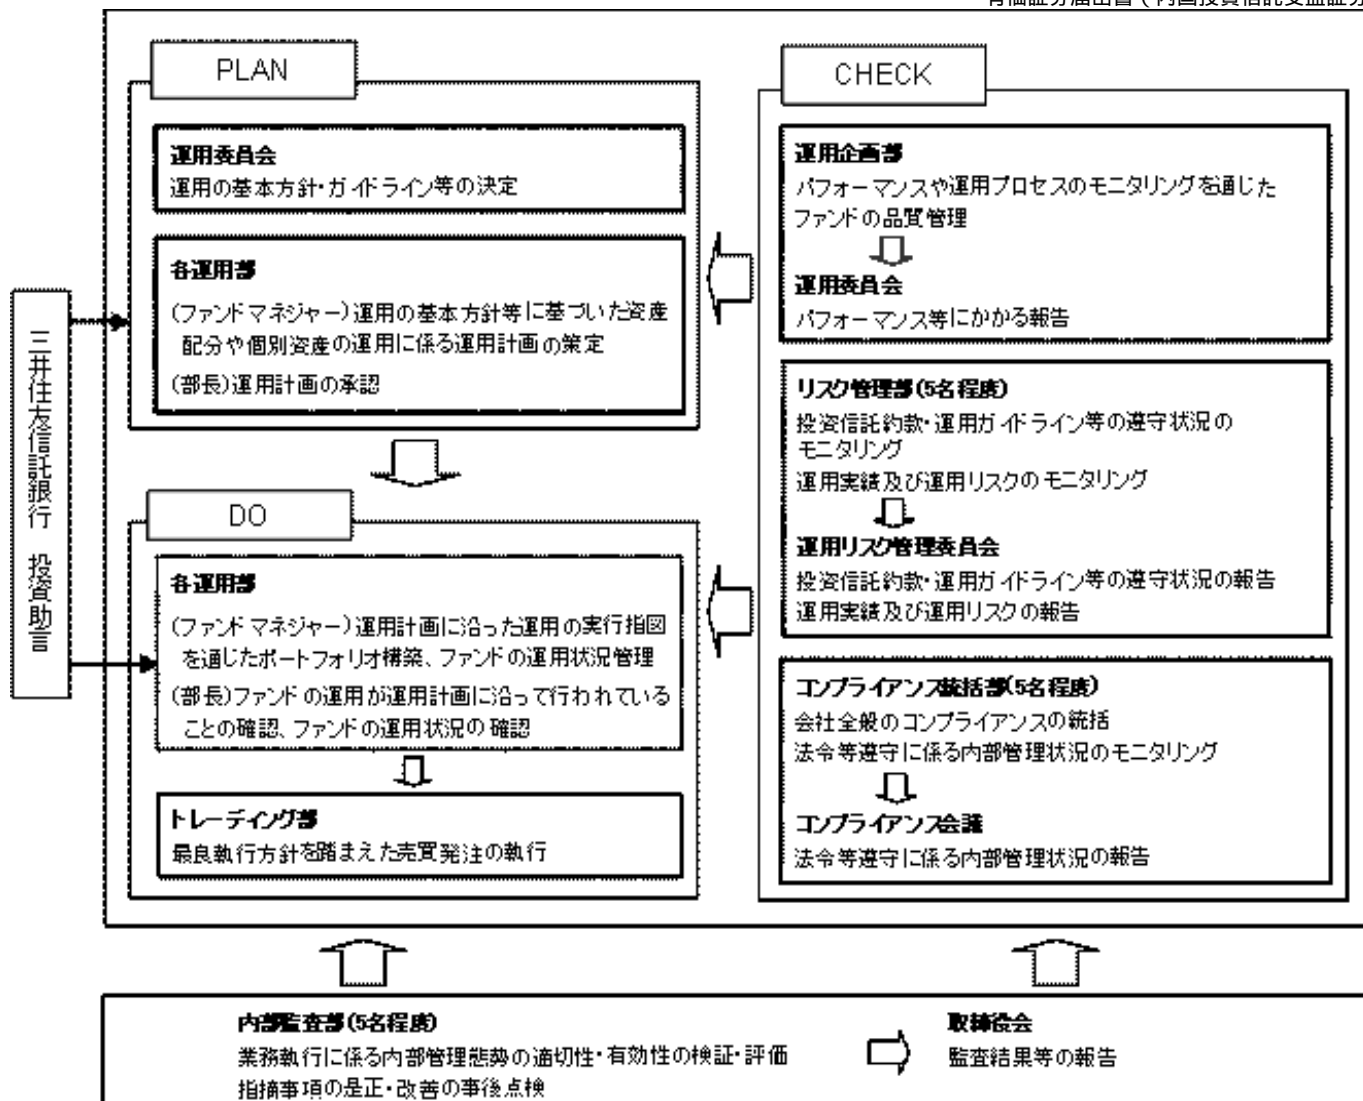 PLAN
運用委員会
運用の基本方針・ガイドライン等の決定
各運用部
(ファンドマネジャー)運用の基本方針等に基づいた資産
配分や個別資産の運用に係る運用計画の策定
(部長)運用計画の承認
三井住友信託銀行 投資助言
DO
各運用部
(ファンドマネジャー)運用計画に沿った運用の実行指図
を通じたポートフォリオ構築、ファンドの運用状況管理
(部長)ファンドの運用が運用計画に沿って行われている
ことの確認、ファンドの運用状況の確認
トレーディング部
最良執行方針を踏まえた売買発注の執行
CHECK
運用企画部
パフォーマンスや運用プロセスのモニタリングを通じた
ファンドの品質管理
運用委員会
パフォーマンス等にかかる報告
リスク管理部(5名程度)
投資信託約款・運用ガイドライン等の遵守状況の
モニタリング
運用実績及び運用リスクのモニタリング
運用リスク管理委員会
投資信託約款・運用ガイドライン等の遵守状況の報告
運用実績及び運用リスクの報告
コンプライアンス統括部(5名程度)
会社全般のコンプライアンスの統括
法令等遵守に係る内部管理状況のモニタリング
コンプライアンス会議
法令等遵守に係る内部管理状況の報告
内部監査部(5名程度)
業務執行に係る内部管理態勢の適切性・有効性の検証・評価
指摘事項の是正・改善の事後点検
取締役会
監査結果等の報告